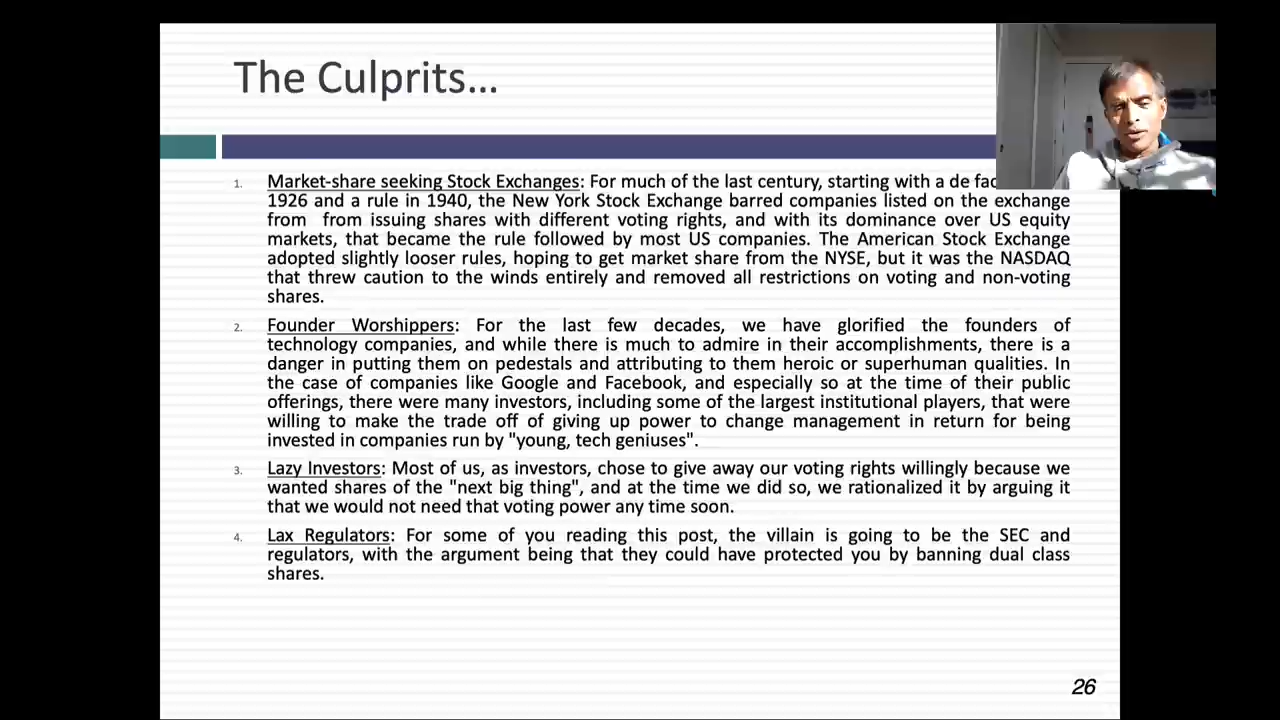 The Culprits...
1. Market-share seeking Stock Exchanges: For much of the last century, starting with a de
1926 and a rule in 1940, the New York Stock Exchange barred companies listed on the exchange
from from issuing shares with different voting rights, and with its dominance over US equity
markets, that became the rule followed by most US companies. The American Stock Exchange
adopted slightly looser rules, hoping to get market share from the NYSE, but it was the NASDAQ
that threw caution to the winds entirely and removed all restrictions on voting and non-voting
shares.
2. Founder Worshippers: For the last few decades, we have glorified the founders of
technology companies, and while there is much to admire in their accomplishments, there is a
danger in putting them on pedestals and attributing to them heroic or superhuman qualities. In
the case of companies like Google and Facebook, and especially so at the time of their public
offerings, there were many investors, including some of the largest institutional players, that were
willing to make the trade off of giving up power to change management in return for being
invested in companies run by "young, tech geniuses".
3. Lazy Investors: Most of us, as investors, chose to give away our voting rights willingly because we
wanted shares of the "next big thing", and at the time we did so, we rationalized it by arguing it
that we would not need that voting power any time soon.
4. Lax Regulators: For some of you reading this post, the villain is going to be the SEC and
regulators, with the argument being that they could have protected you by banning dual class
shares.
26